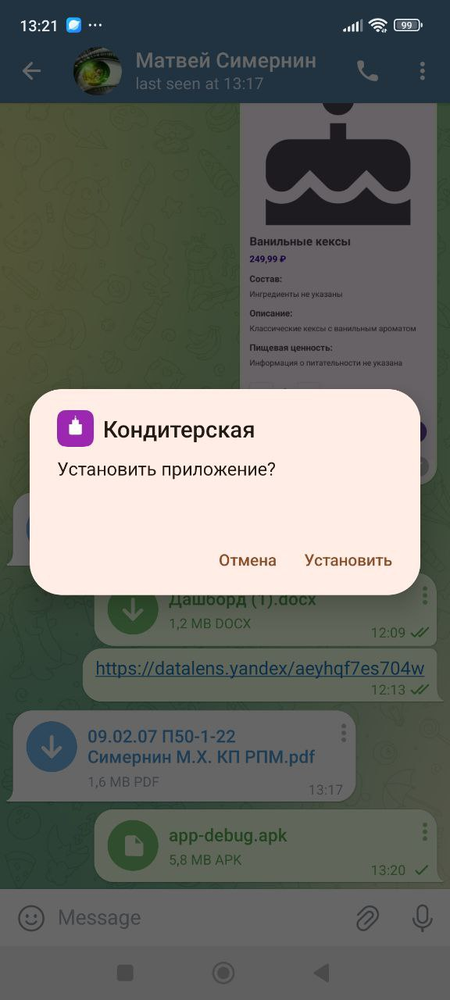 13:21
99
Матвей Симернин
last seen at 13:17
Ванильные кексы
249,99 ₽
Состав:
Ингредиенты не указаны
Описание:
Классические кексы с ванильным ароматом
Пищевая ценность:
Информация о питательности не указана
Кондитерская
Установить приложение?
Отмена
Установить
Дашборд (1).docx
1,2 MB DOCX
12:09
https://datalens.yandex/aeyhqf7es704w
12:13
09.02.07 П50-1-22
Симернин М.Х. КП РПМ.pdf
1,6 MB PDF
13:17
app-debug.apk
5,8 MB APK
13:20
Message